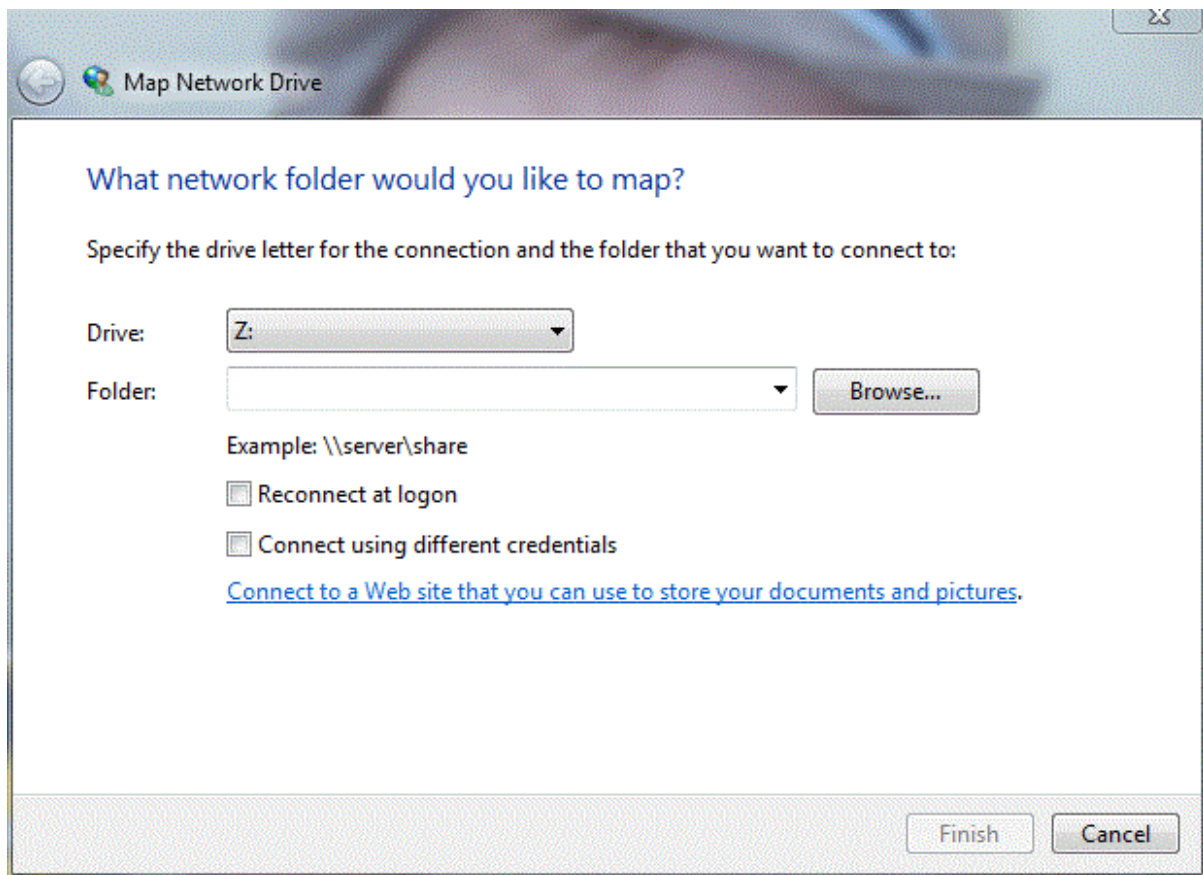 Map Network Drive
What network folder would you like to map?
Specify the drive letter for the connection and the folder that you want to connect to:
Drive: Z:
Folder: Browse...
Example: \\server\share
Reconnect at logon
Connect using different credentials
Connect to a Web site that you can use to store your documents and pictures.
Finish Cancel